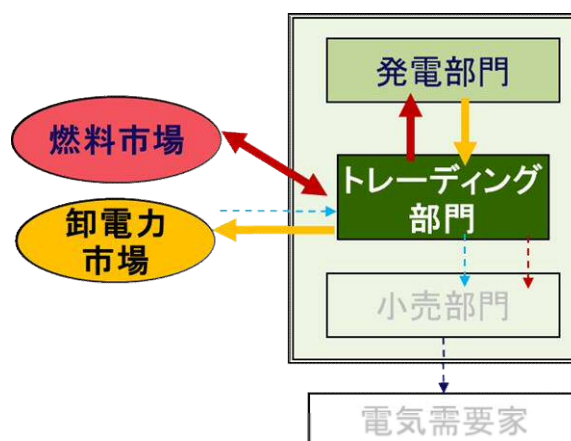 発電部門
燃料市場
トレーディング
部門
卸電力
市場
小売部門
電気需要家